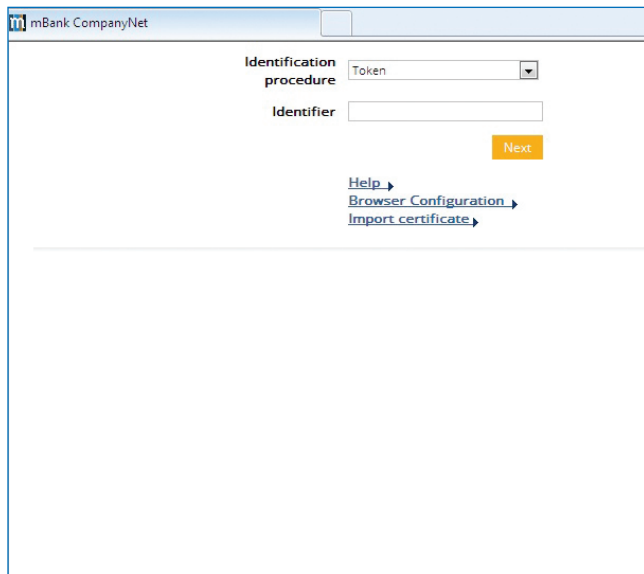 m mBank CompanyNet
Identification
procedure
Token
Identifier
Next
Help
Browser Configuration
Import certificate